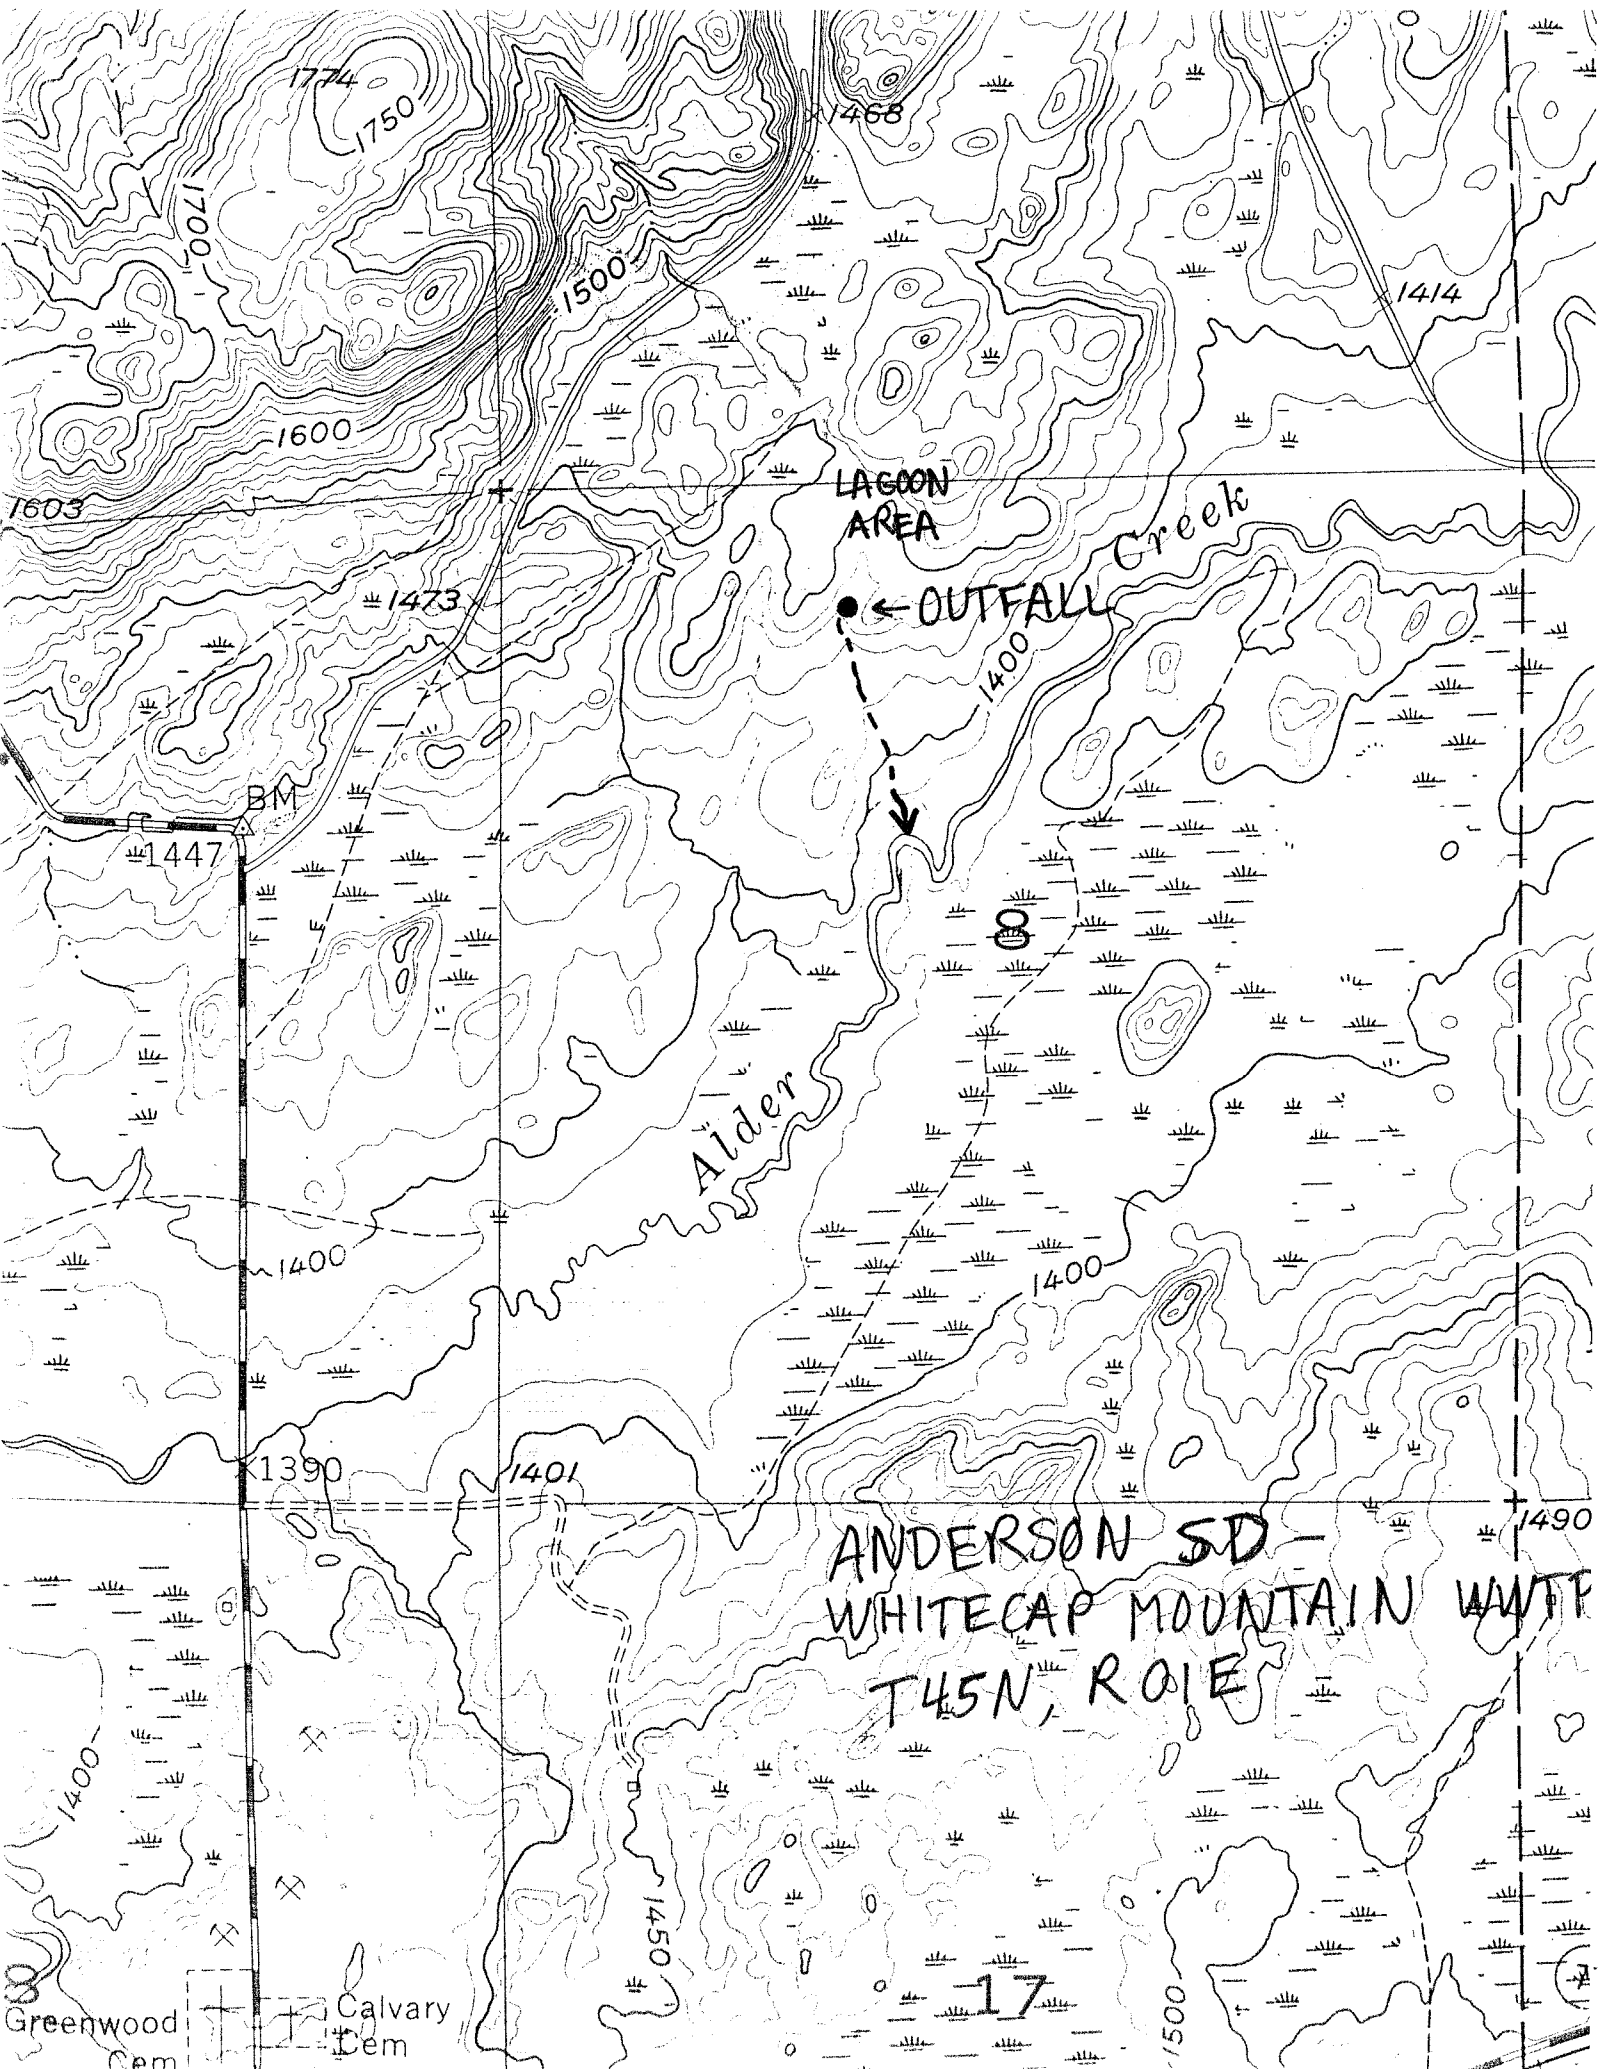 1774
1750
×1468
1700
1500
×1414
1600
1603
LAGOON
AREA
Creek
1473
← OUTFALL
1400
BM
1447
8
Alder
1400
1400
×1390
1401
1490
ANDERSON SD –
WHITECAP MOUNTAIN WWTP
T45N, R01E
1400
1450
17
1500
Greenwood
Cem
Calvary
Cem